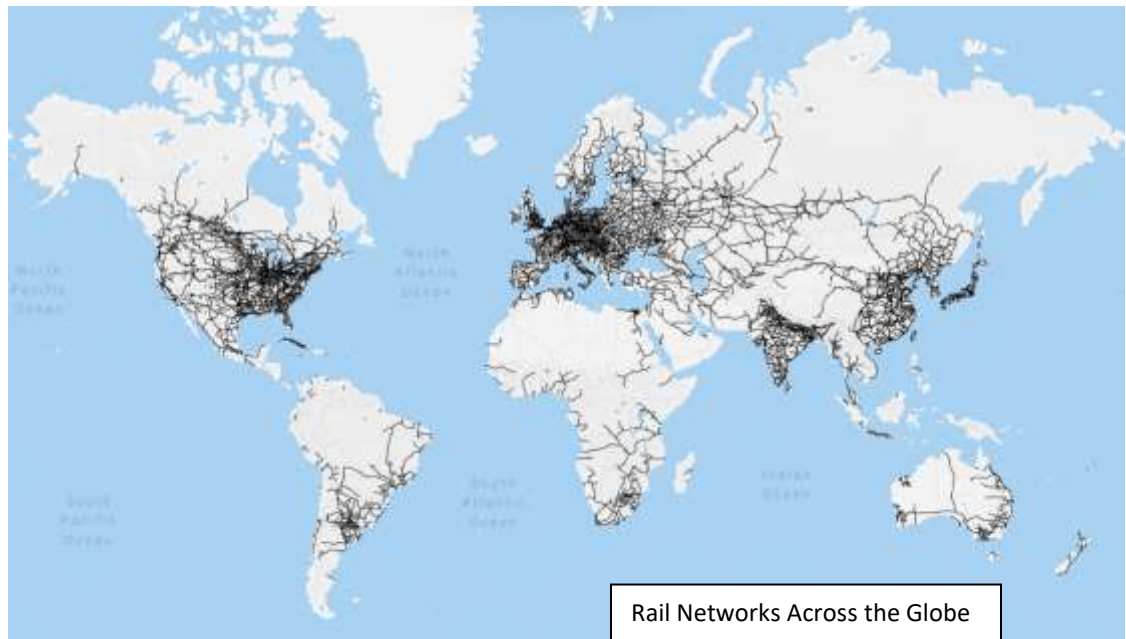 North
Pacific
Ocean
North
Atlantic
Ocean
South
Pacific
Ocean
South
Atlantic
Ocean
Indian
Ocean
Rail Networks Across the Globe